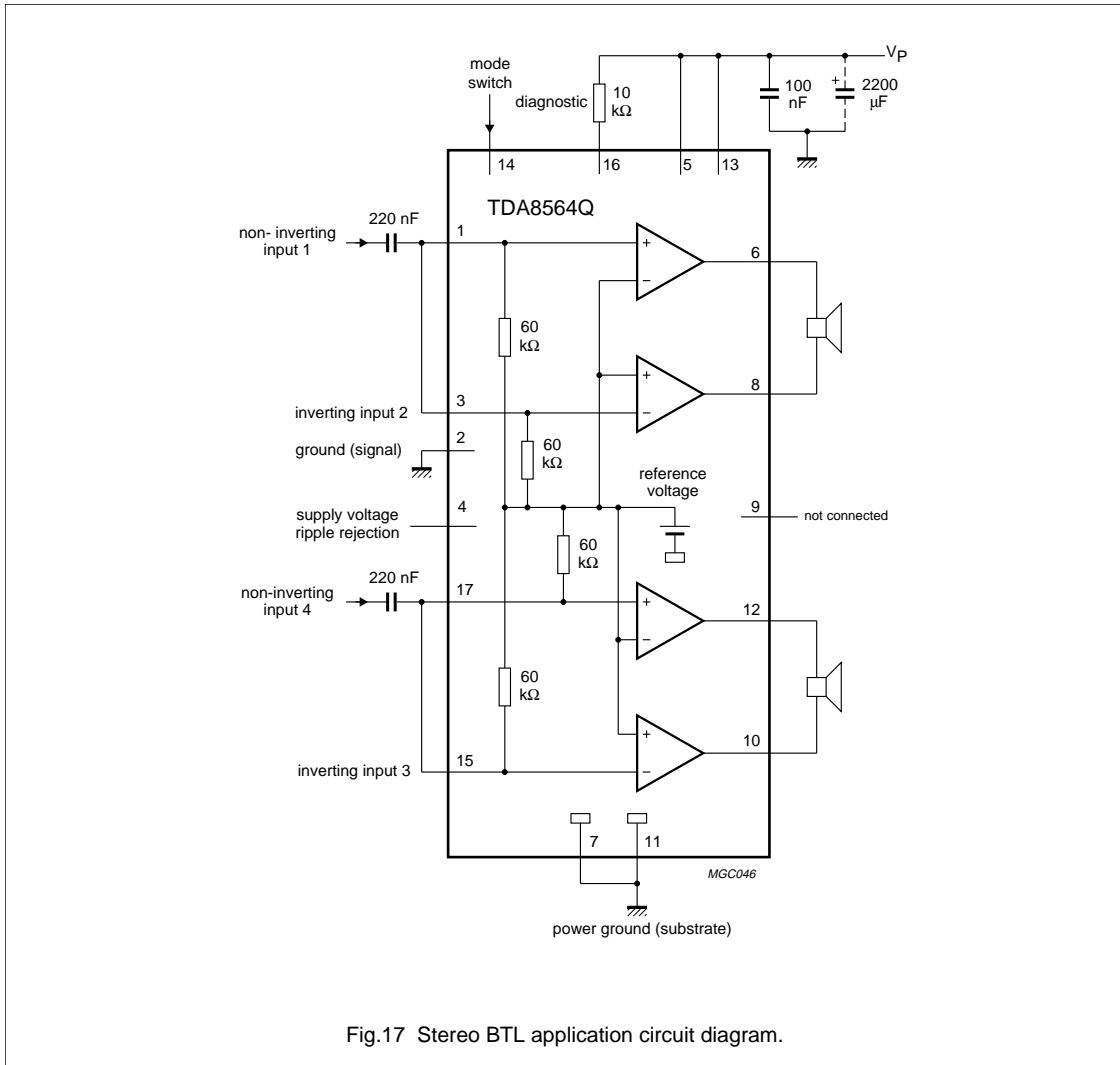 V_P
mode
switch
diagnostic
10
kΩ
100
nF
+
2200
μF
14
16
5
13
TDA8564Q
220 nF
non- inverting
input 1
1
+
−
6
60
kΩ
+
−
8
inverting input 2
3
ground (signal)
2
60
kΩ
reference
voltage
supply voltage
ripple rejection
4
9
not connected
60
kΩ
220 nF
non-inverting
input 4
17
+
−
12
60
kΩ
+
−
10
inverting input 3
15
7
11
MGC046
power ground (substrate)
Fig.17 Stereo BTL application circuit diagram.